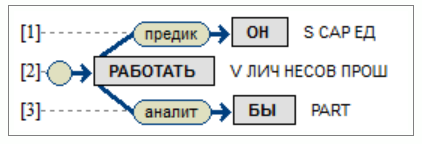 [1] предик ОН S САР ЕД
[2] РАБОТАТЬ V ЛИЧ НЕСОВ ПРОШ
[3] аналит БЫ PART